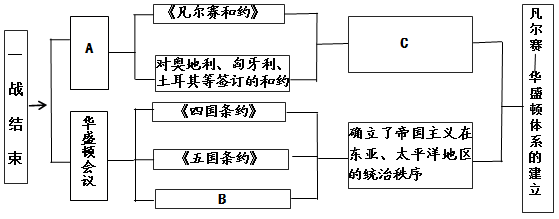 一战结束
A
《凡尔赛和约》
对奥地利、匈牙利、
土耳其等签订的和约
C
华盛顿会议
《四国条约》
《五国条约》
B
确立了帝国主义在
东亚、太平洋地区
的统治秩序
凡尔赛—华盛顿体系的建立